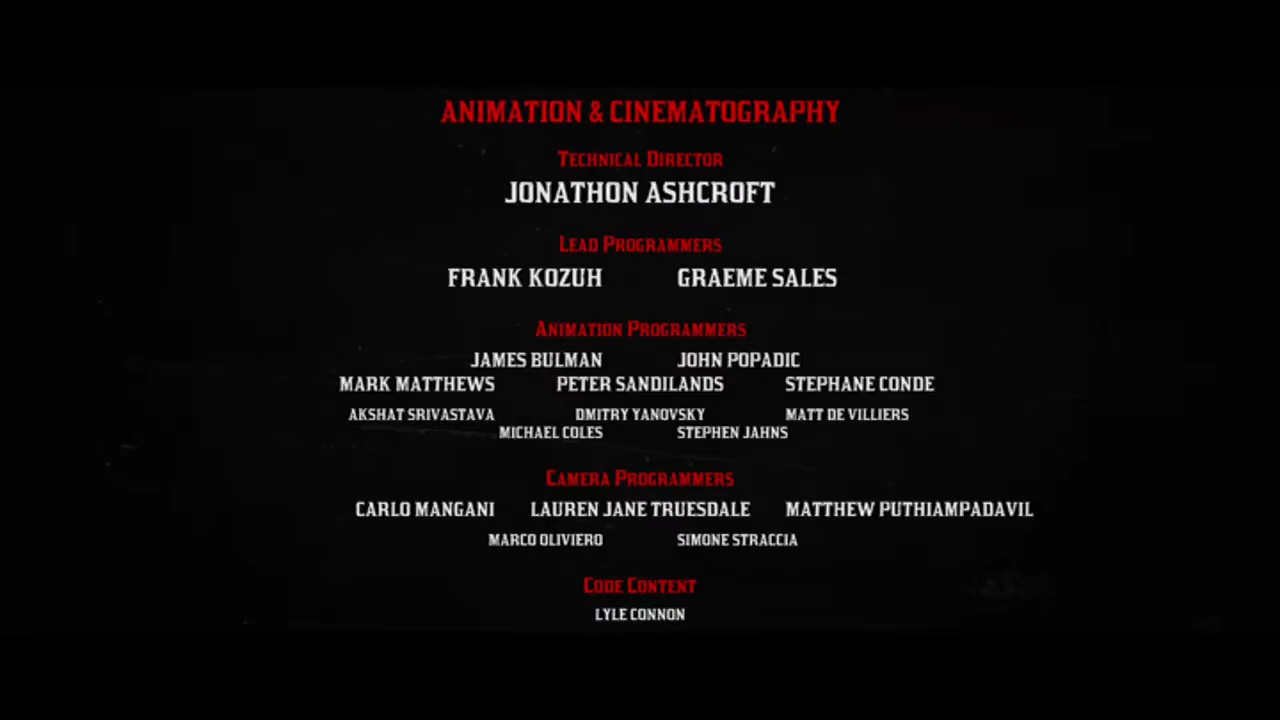 ANIMATION & CINEMATOGRAPHY
TECHNICAL DIRECTOR
JONATHON ASHCROFT
LEAD PROGRAMMERS
FRANK KOZUH GRAEME SALES
ANIMATION PROGRAMMERS
JAMES BULMAN JOHN POPADIC
MARK MATTHEWS PETER SANDILANDS STEPHANE CONDE
AKSHAT SRIVASTAVA DMITRY YANOVSKY MATT DE VILLIERS
MICHAEL COLES STEPHEN JAHNS
CAMERA PROGRAMMERS
CARLO MANGANI LAUREN JANE TRUESDALE MATTHEW PUTHIAMPADAVIL
MARCO OLIVIERO SIMONE STRACCIA
CODE CONTENT
LYLE CONNON